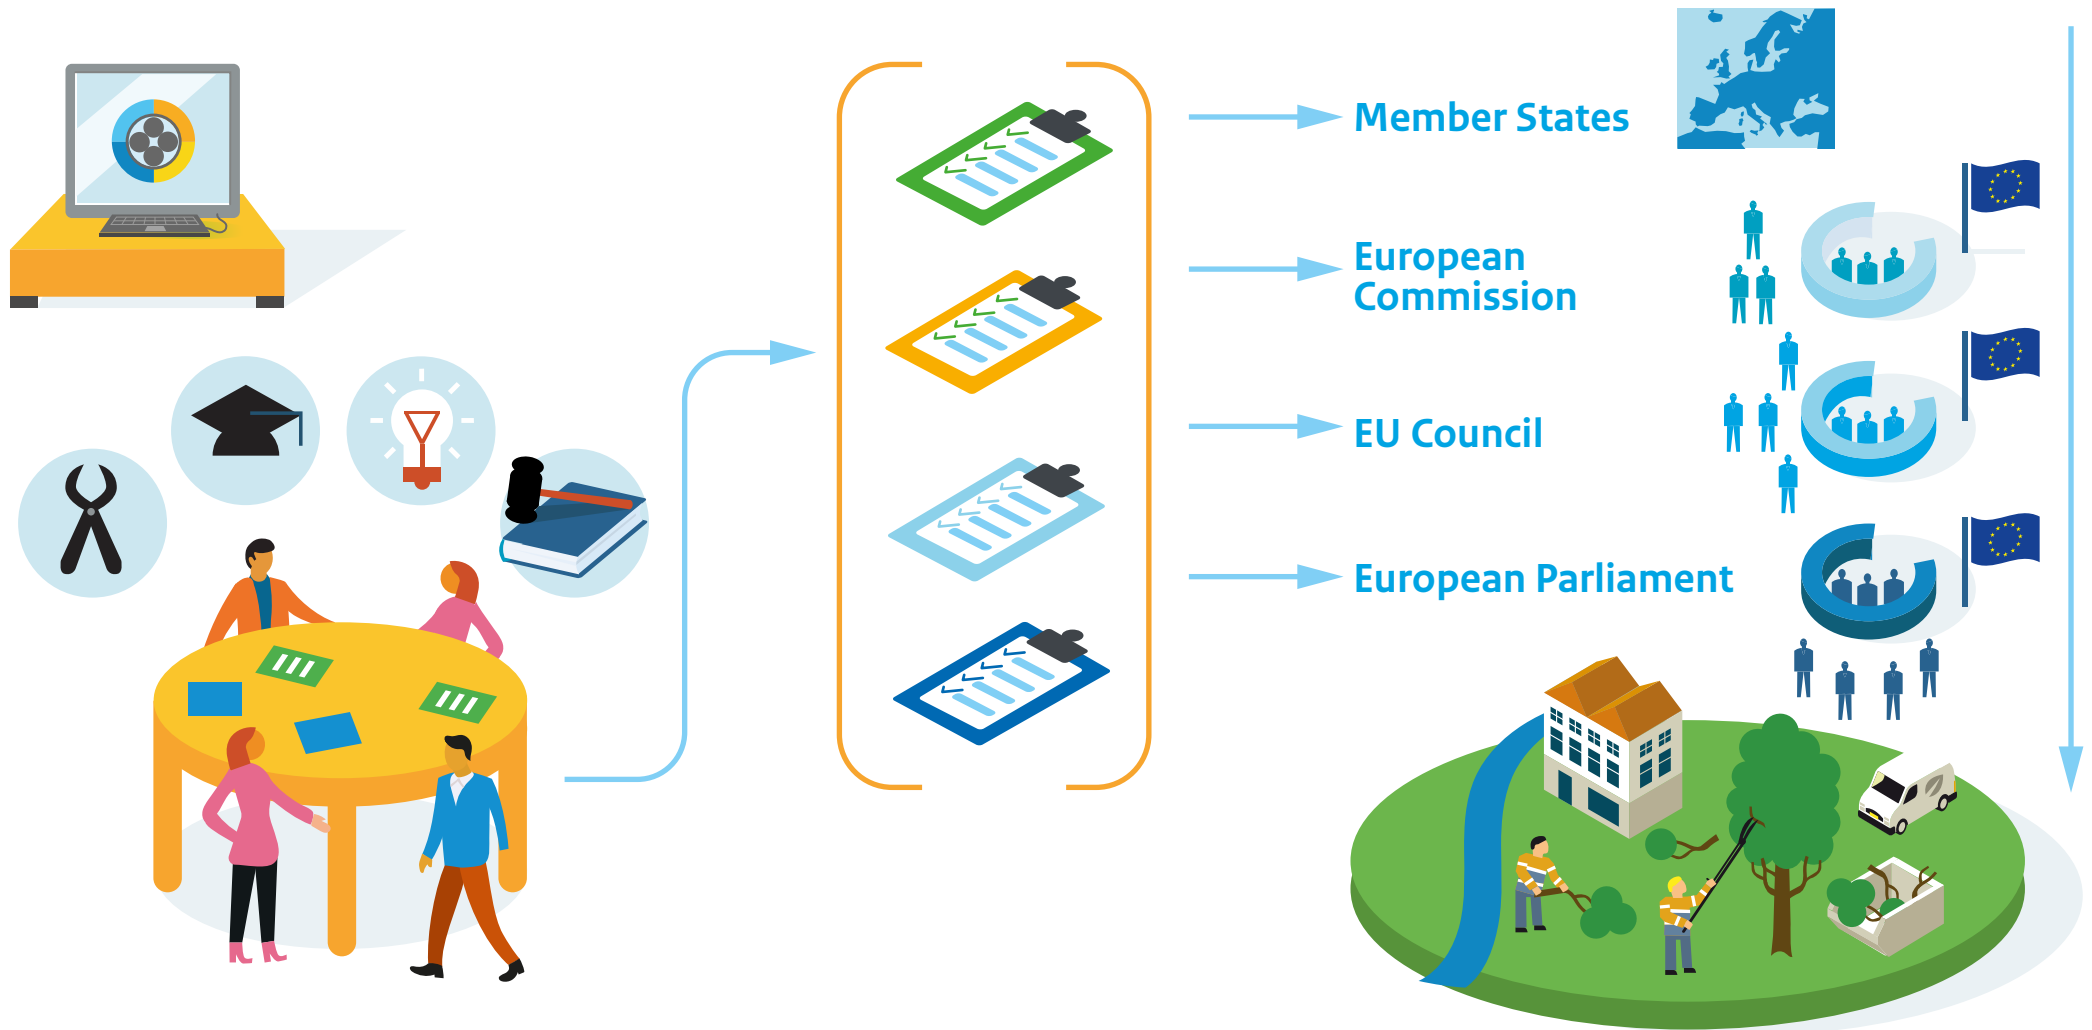 Member States
European
Commission
EU Council
European Parliament